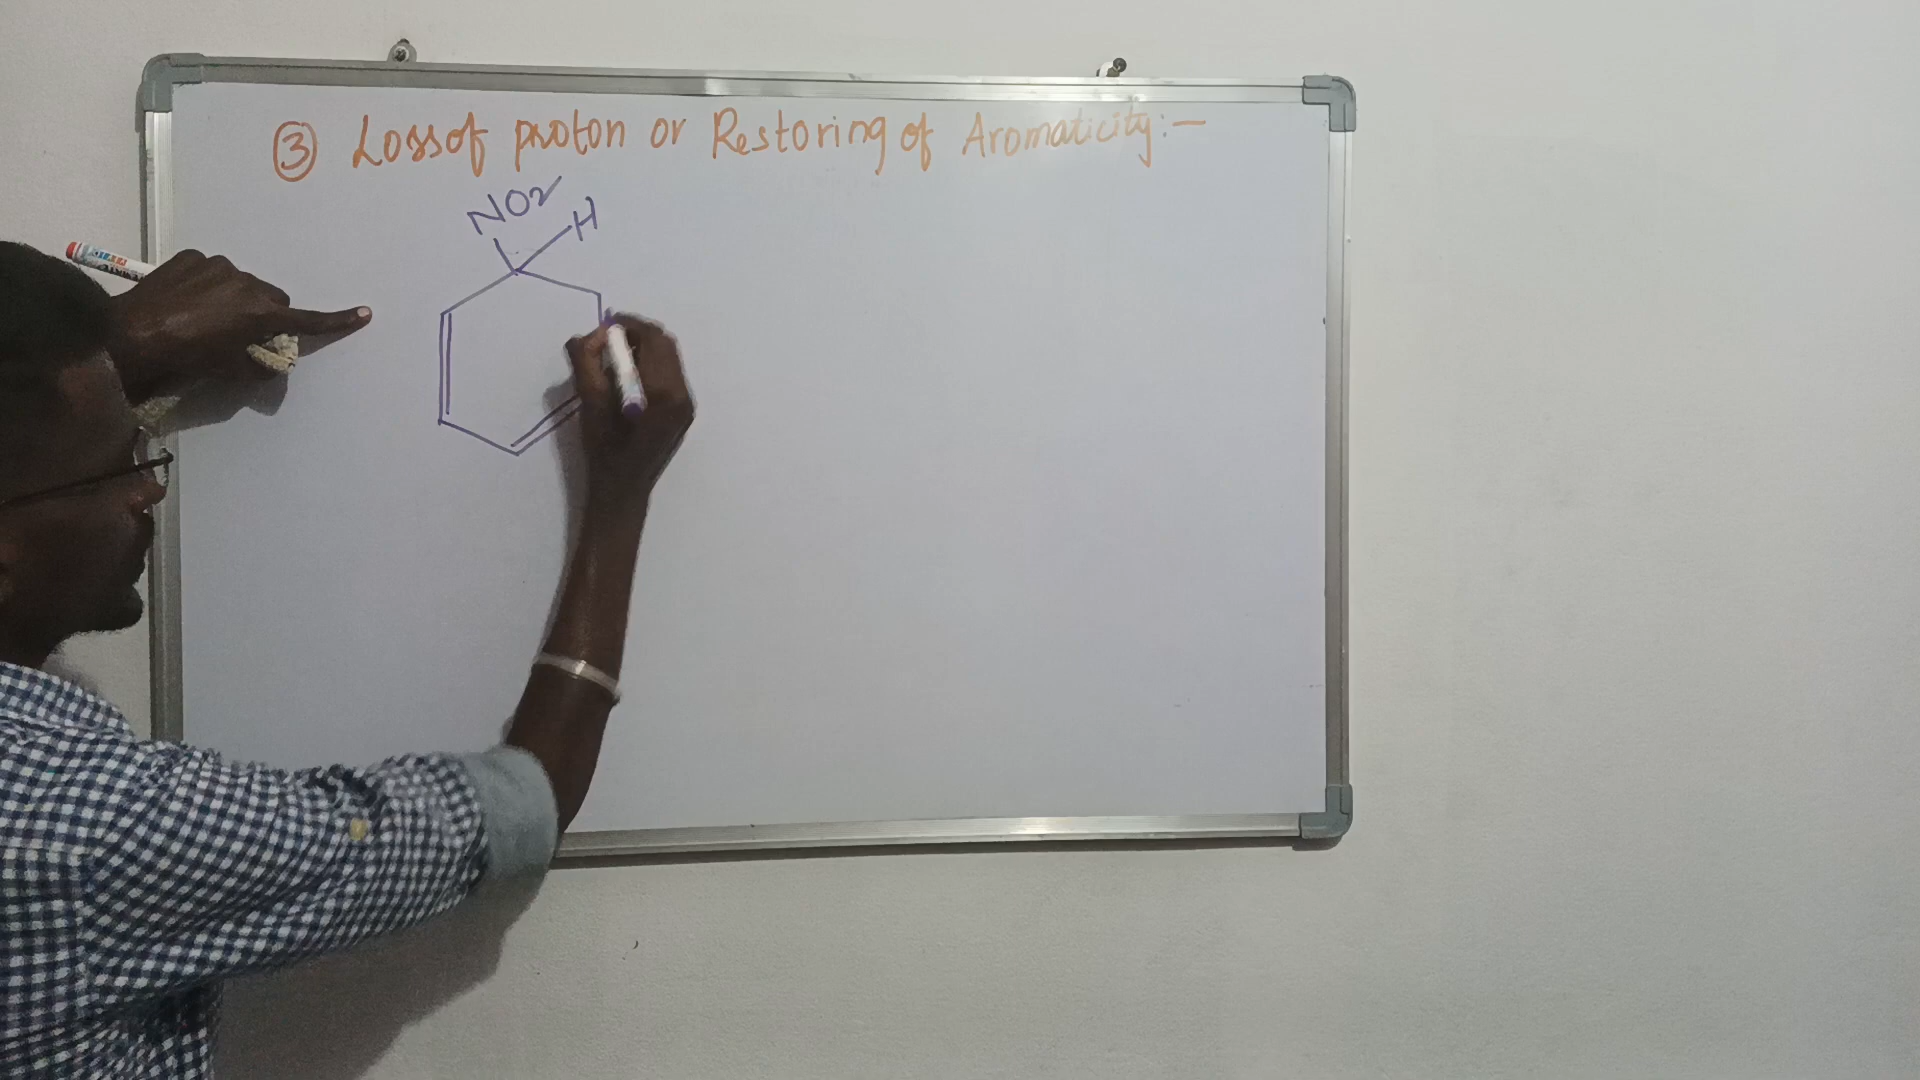 ③ Loss of proton or Restoring of Aromaticity:-
NO2
H